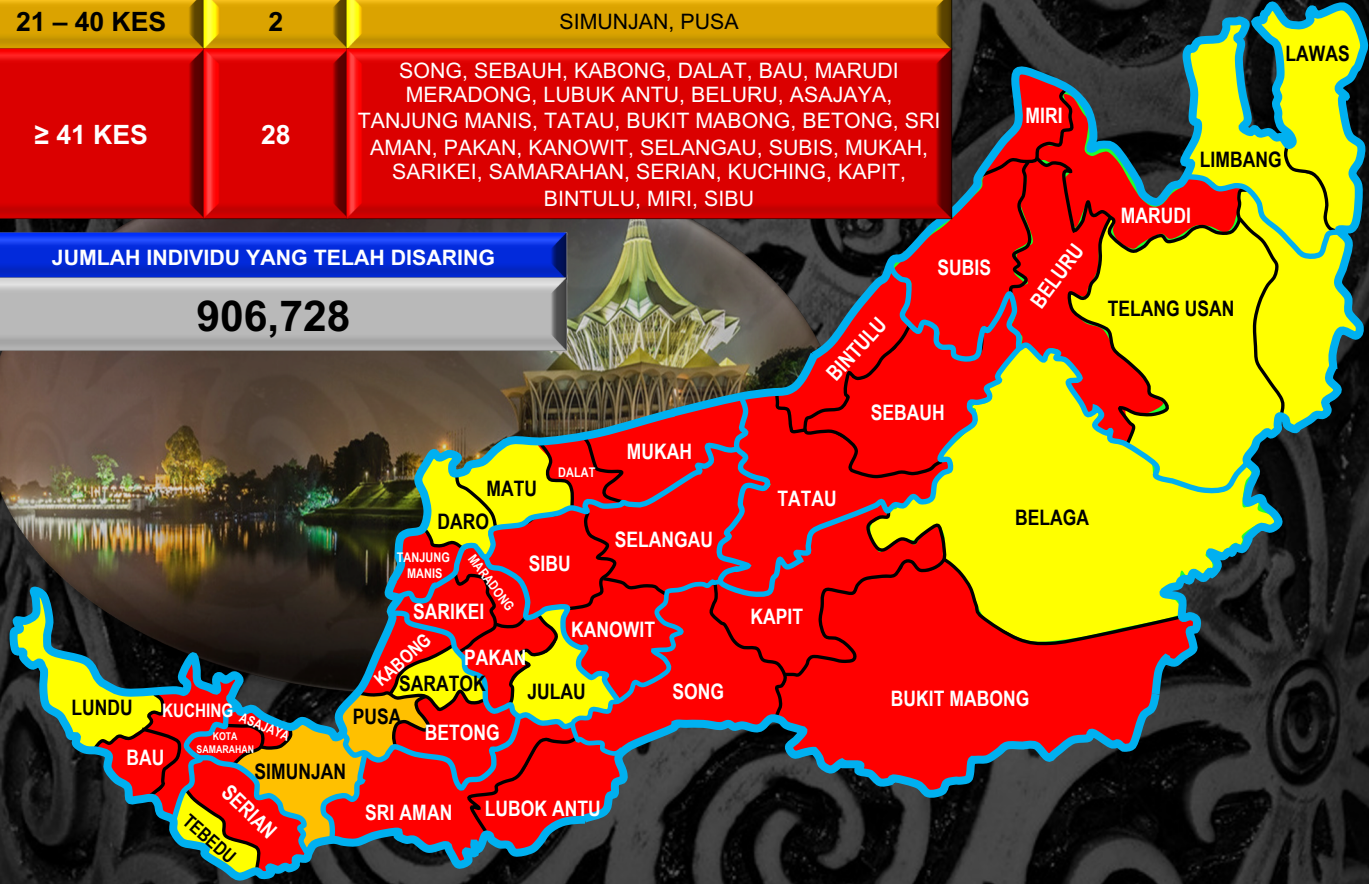 21 – 40 KES
2
SIMUNJAN, PUSA
≥ 41 KES
28
SONG, SEBAUH, KABONG, DALAT, BAU, MARUDI
MERADONG, LUBUK ANTU, BELURU, ASAJAYA,
TANJUNG MANIS, TATAU, BUKIT MABONG, BETONG, SRI
AMAN, PAKAN, KANOWIT, SELANGAU, SUBIS, MUKAH,
SARIKEI, SAMARAHAN, SERIAN, KUCHING, KAPIT,
BINTULU, MIRI, SIBU
JUMLAH INDIVIDU YANG TELAH DISARING
906,728
LAWAS
MIRI
LIMBANG
MARUDI
SUBIS
BELURU
TELANG USAN
BINTULU
SEBAUH
MUKAH
DALAT
MATU
TATAU
DARO
BELAGA
SELANGAU
TANJUNG
MANIS
MARADONG
SIBU
SARIKEI
KAPIT
KANOWIT
KABONG
PAKAN
SARATOK
JULAU
SONG
BUKIT MABONG
LUNDU
KUCHING
ASAJAYA
PUSA
BETONG
KOTA
SAMARAHAN
BAU
SIMUNJAN
SERIAN
SRI AMAN
LUBOK ANTU
TEBEDU